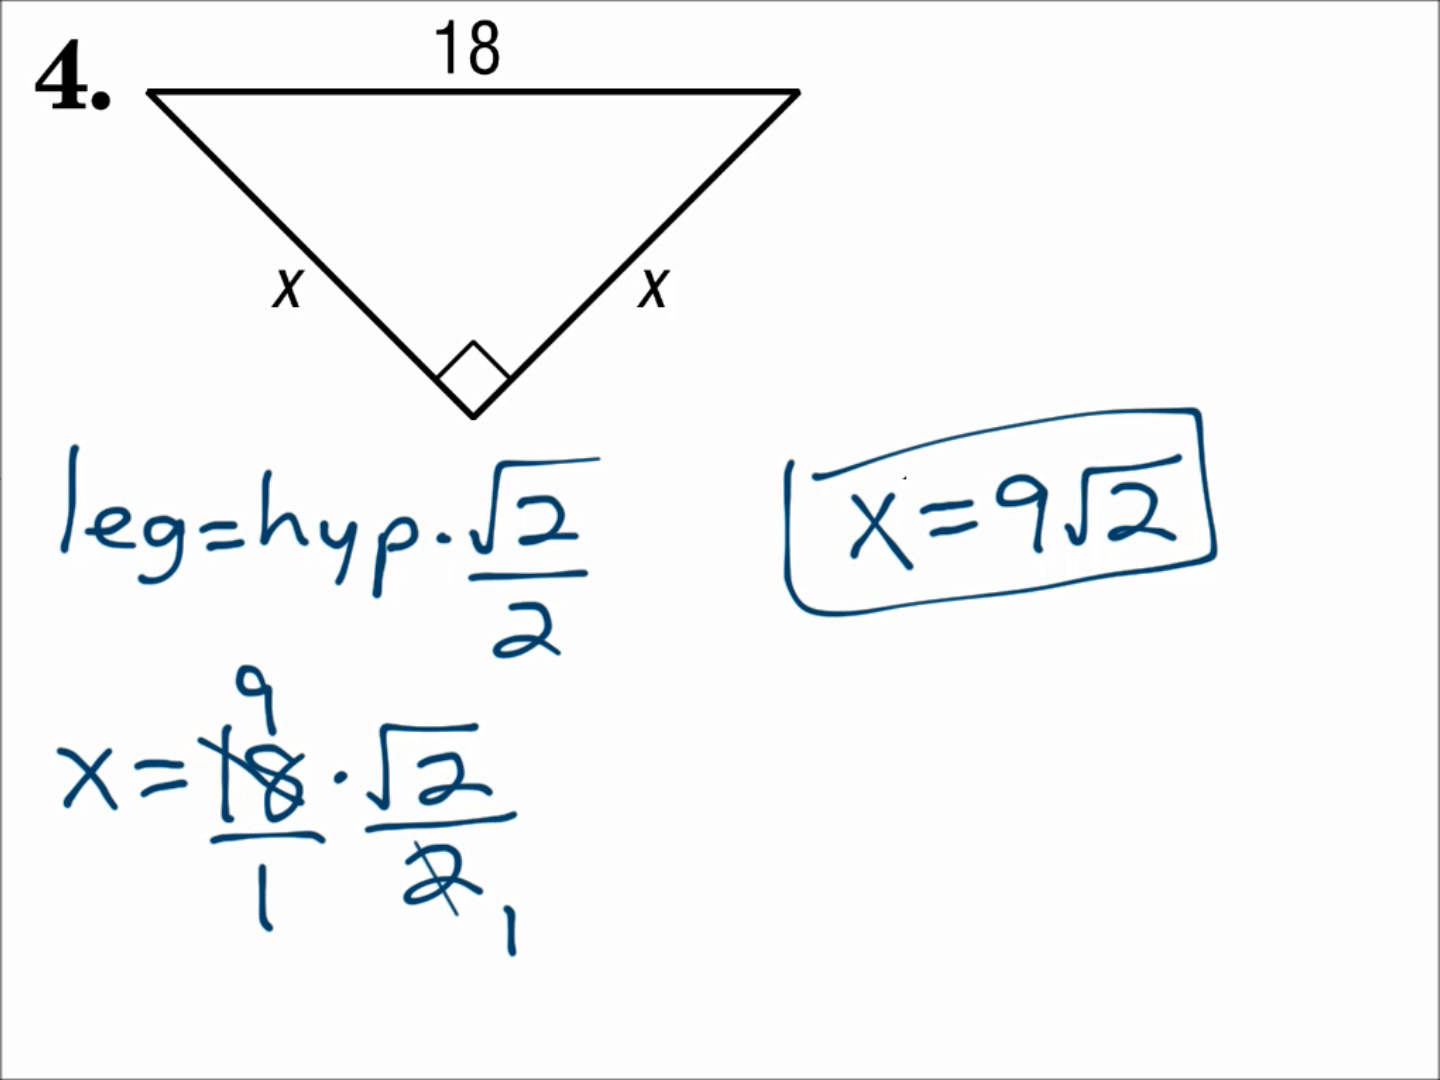 4.
18
x x
leg=hyp·√2/2
x=9√2
9
x=18/1·√2/2
1